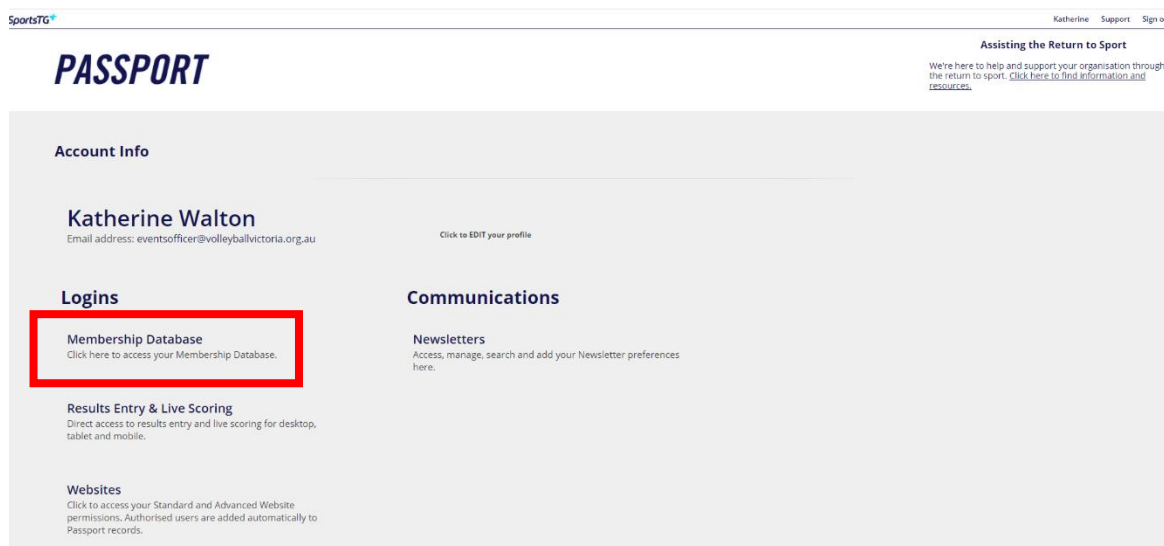 SportsTG
Katherine Support Sign o
PASSPORT
Assisting the Return to Sport
We're here to help and support your organisation through
the return to sport. Click here to find information and
resources.
Account Info
Katherine Walton
Email address: eventsofficer@volleyballvictoria.org.au
Click to EDIT your profile
Logins
Communications
Membership Database
Click here to access your Membership Database.
Newsletters
Access, manage, search and add your Newsletter preferences
here.
Results Entry & Live Scoring
Direct access to results entry and live scoring for desktop,
tablet and mobile.
Websites
Click to access your Standard and Advanced Website
permissions. Authorised users are added automatically to
Passport records.